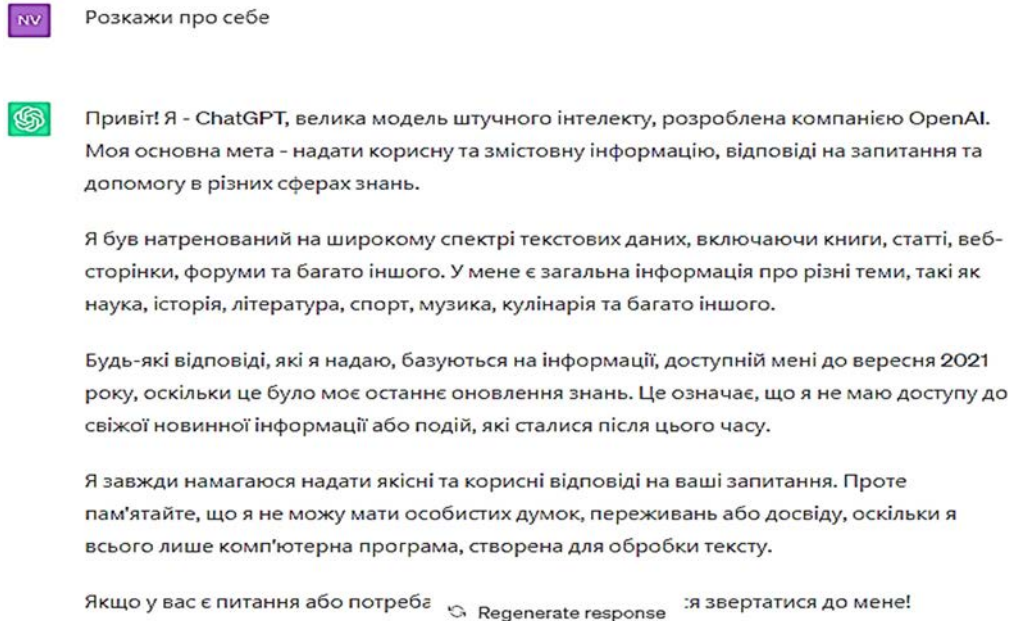 NV
Розкажи про себе
Привіт! Я - ChatGPT, велика модель штучного інтелекту, розроблена компанією OpenAI.
Моя основна мета - надати корисну та змістовну інформацію, відповіді на запитання та
допомогу в різних сферах знань.
Я був натренований на широкому спектрі текстових даних, включаючи книги, статті, веб-
сторінки, форуми та багато іншого. У мене є загальна інформація про різні теми, такі як
наука, історія, література, спорт, музика, кулінарія та багато іншого.
Будь-які відповіді, які я надаю, базуються на інформації, доступній мені до вересня 2021
року, оскільки це було моє останнє оновлення знань. Це означає, що я не маю доступу до
свіжої новинної інформації або подій, які сталися після цього часу.
Я завжди намагаюся надати якісні та корисні відповіді на ваші запитання. Проте
пам'ятайте, що я не можу мати особистих думок, переживань або досвіду, оскільки я
всього лише комп'ютерна програма, створена для обробки тексту.
Якщо у вас є питання або потреба Regenerate response ся звертатися до мене!